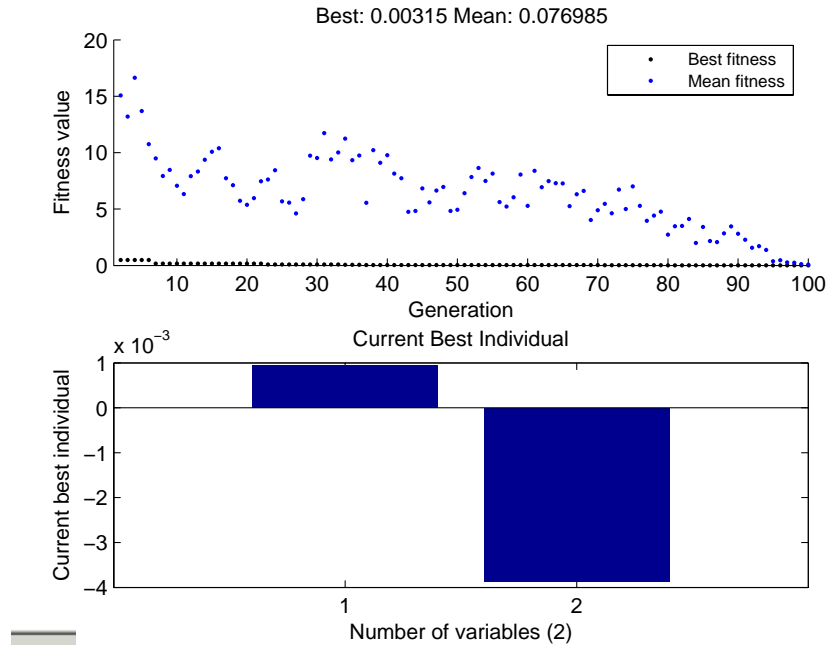 Best: 0.00315 Mean: 0.076985
20
15
10
5
0
Fitness value
Best fitness
Mean fitness
10 20 30 40 50 60 70 80 90 100
Generation
x 10⁻³
Current Best Individual
1
0
−1
−2
−3
−4
Current best individual
1 2
Number of variables (2)